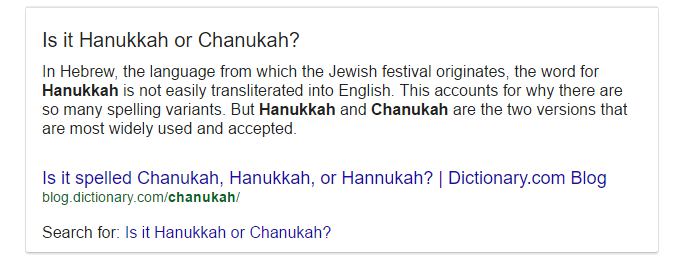 Is it Hanukkah or Chanukah?
In Hebrew, the language from which the Jewish festival originates, the word for
Hanukkah is not easily transliterated into English. This accounts for why there are
so many spelling variants. But Hanukkah and Chanukah are the two versions that
are most widely used and accepted.
Is it spelled Chanukah, Hanukkah, or Hannukah? | Dictionary.com Blog
blog.dictionary.com/chanukah/
Search for: Is it Hanukkah or Chanukah?